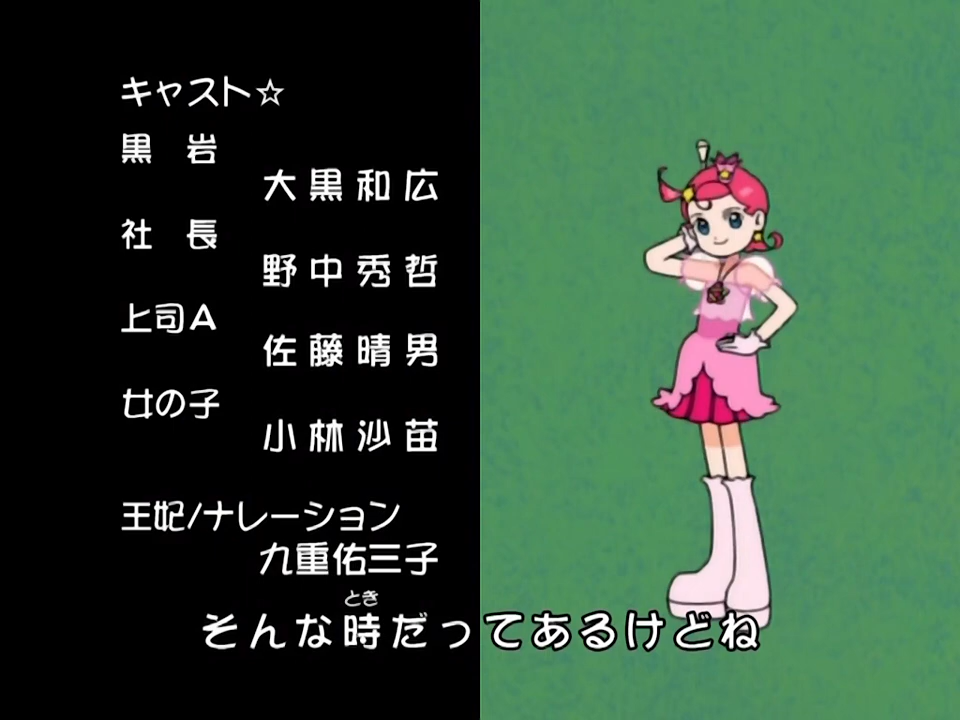 キャスト☆
黒 岩
大黒和広
社 長
野中秀哲
上司A
佐藤晴男
女の子
小林沙苗
王妃/ナレーション
九重佑三子
とき
そんな時だってあるけどね